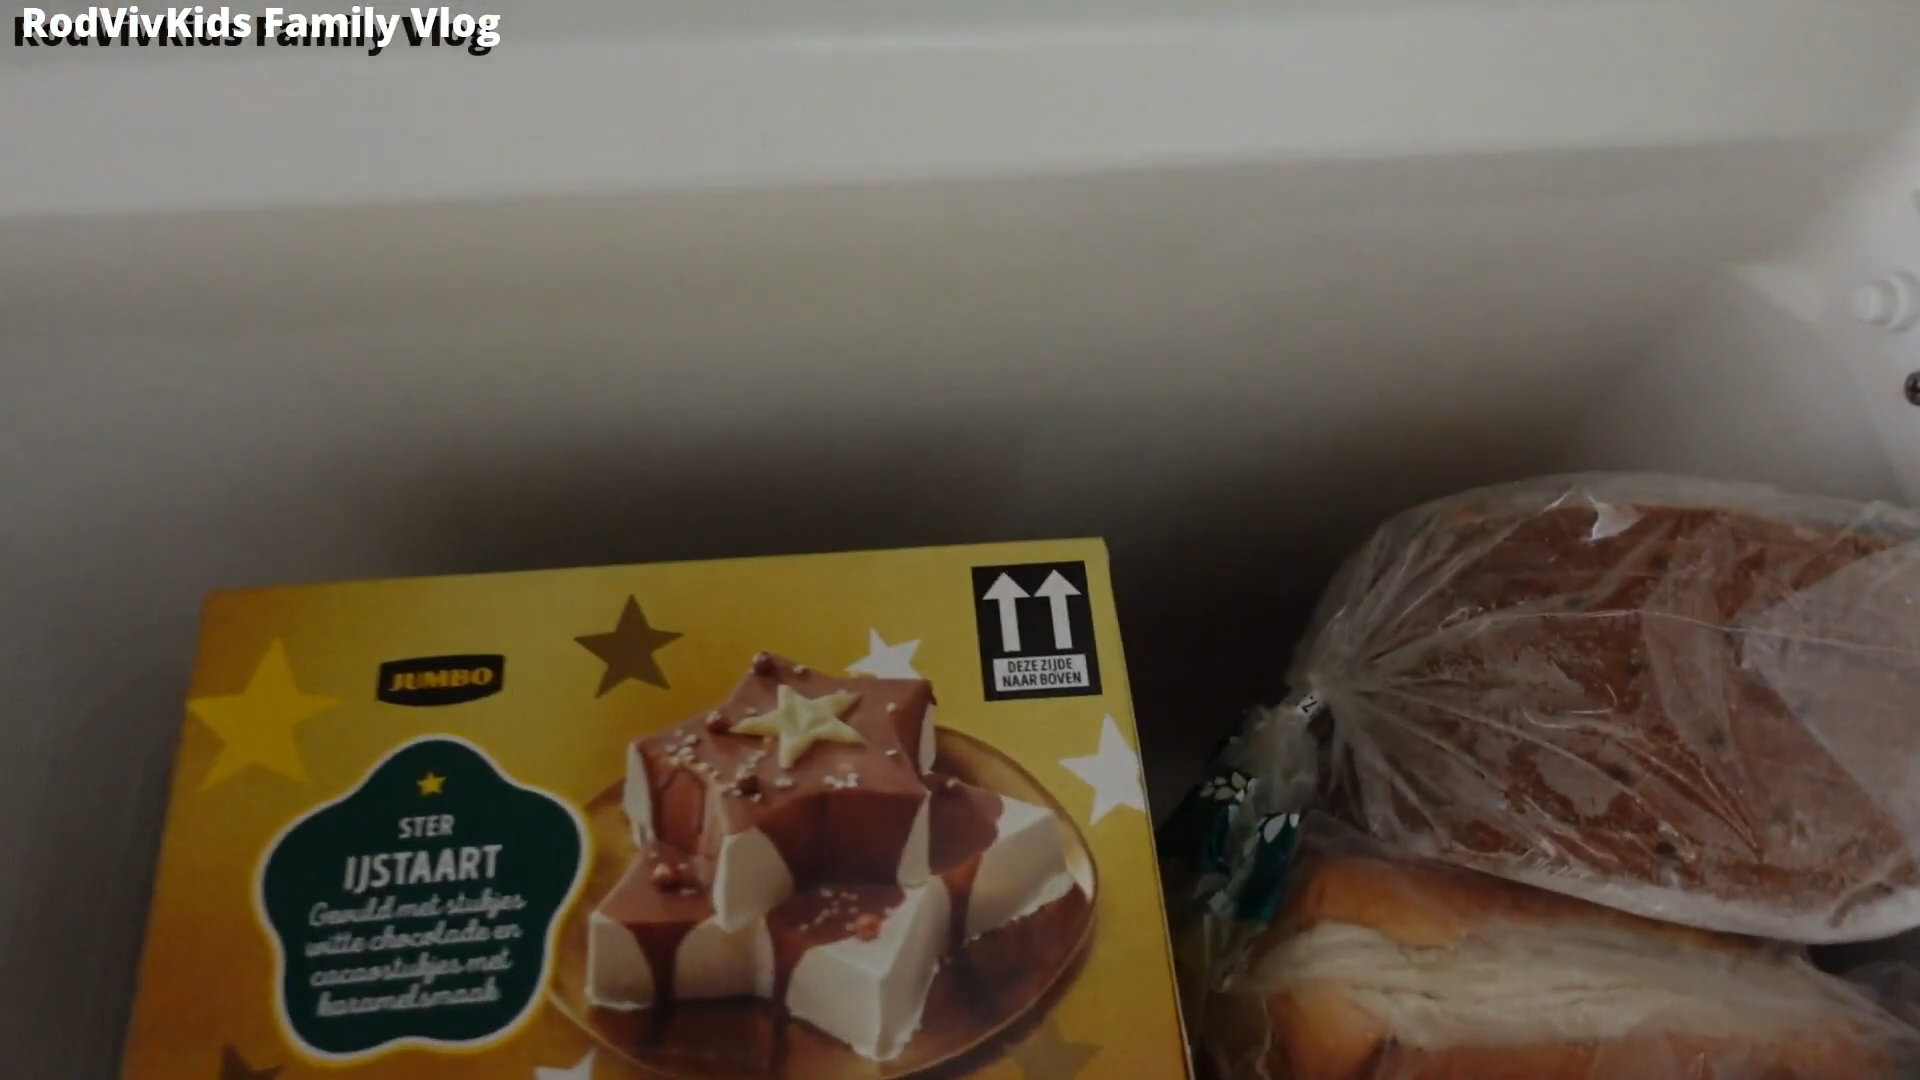 RodVivKids Family Vlog
JUMBO
DEZE ZIJDE
NAAR BOVEN
STER
IJSTAART
Gevuld met stukjes
witte chocolade en
cacaostukjes met
karamelsmaak